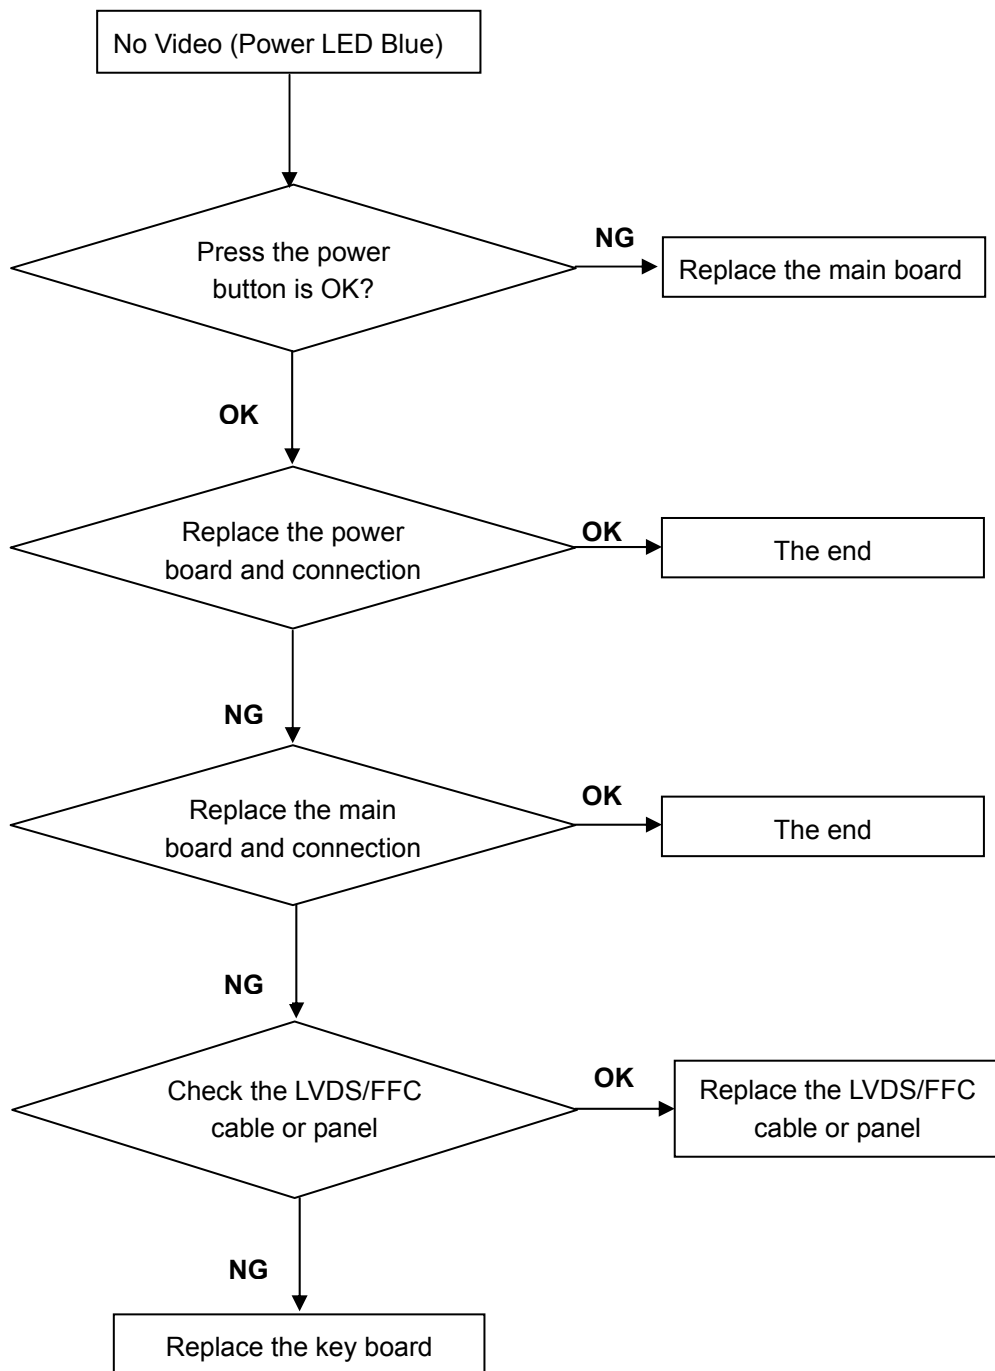 No Video (Power LED Blue)
Press the power
button is OK?
NG
Replace the main board
OK
Replace the power
board and connection
OK
The end
NG
Replace the main
board and connection
OK
The end
NG
Check the LVDS/FFC
cable or panel
OK
Replace the LVDS/FFC
cable or panel
NG
Replace the key board